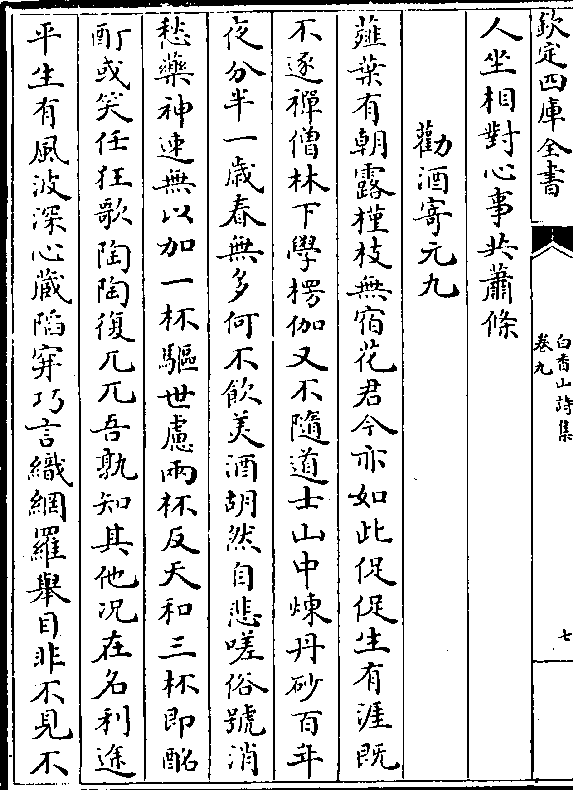 欽定四庫全書
白香山詩集
卷九
七
人坐相對心事共蕭條
勸酒寄元九
薤葉有朝露槿枝無宿花君今亦如此促促生有涯既
不逐禪僧林下學楞伽又不隨道士山中煉丹砂百年
夜分半一歲春無多何不飲美酒胡然自悲嗟俗號消
愁藥神速無以加一杯驅世慮兩杯反天和三杯即酩
酊或笑任狂歌陶陶復兀兀吾孰知其他况在名利途
平生有風波深心藏陷穽巧言織網羅舉目非不見不